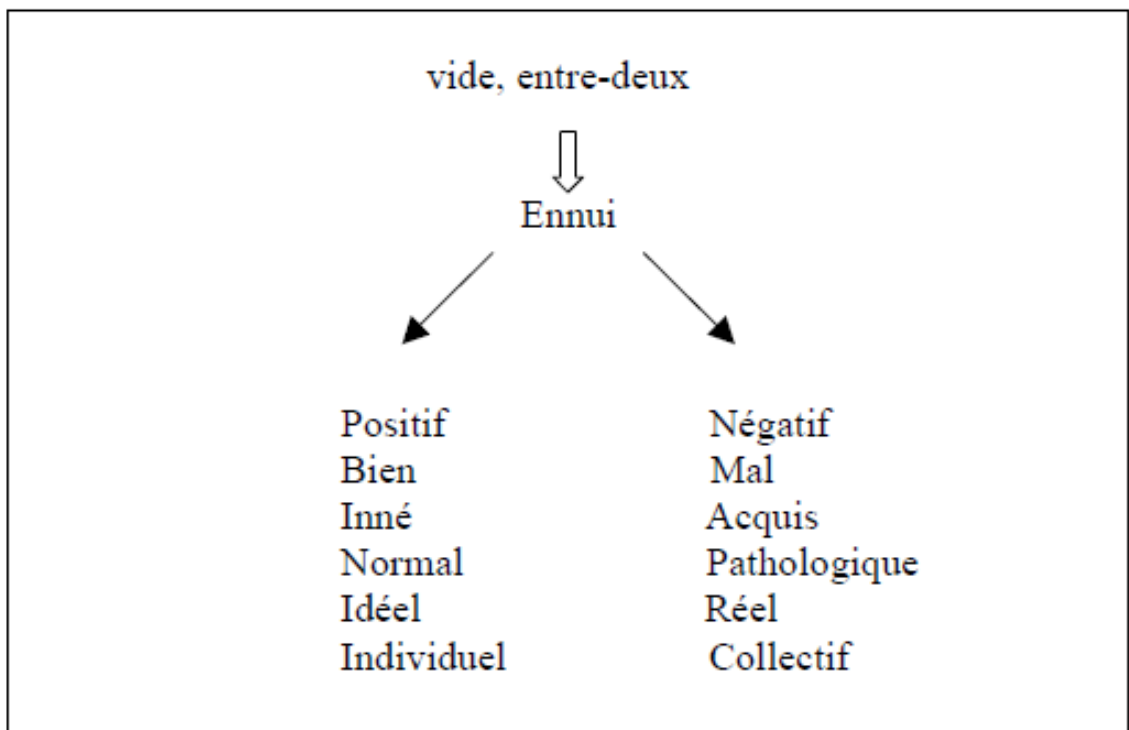 vide, entre-deux
Ennui
Positif Négatif
Bien Mal
Inné Acquis
Normal Pathologique
Idéel Réel
Individuel Collectif